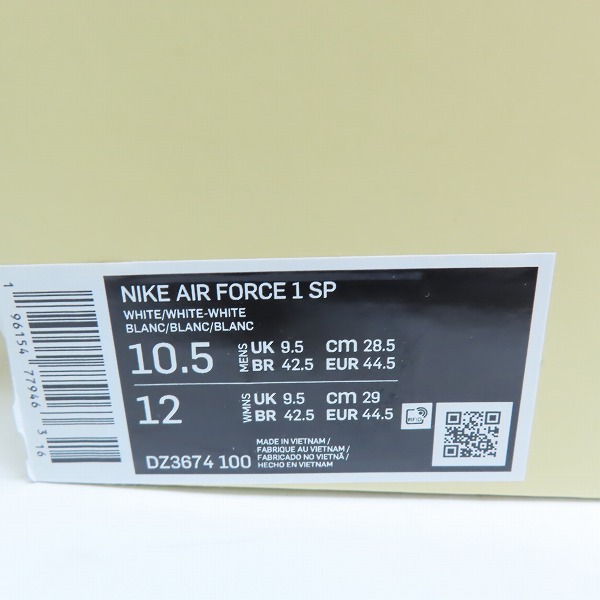 NIKE AIR FORCE 1 SP
WHITE/WHITE-WHITE
BLANC/BLANC/BLANC
10.5 MENS UK 9.5 CM 28.5
BR 42.5 EUR 44.5
12 WMNS UK 9.5 CM 29
BR 42.5 EUR 44.5
DZ3674 100
MADE IN VIETNAM /
FABRIQUE AU VIETNAM /
FABRICADO NO VIETNÃ /
HECHO EN VIETNAM
RFID
1 96154 77946 3 16